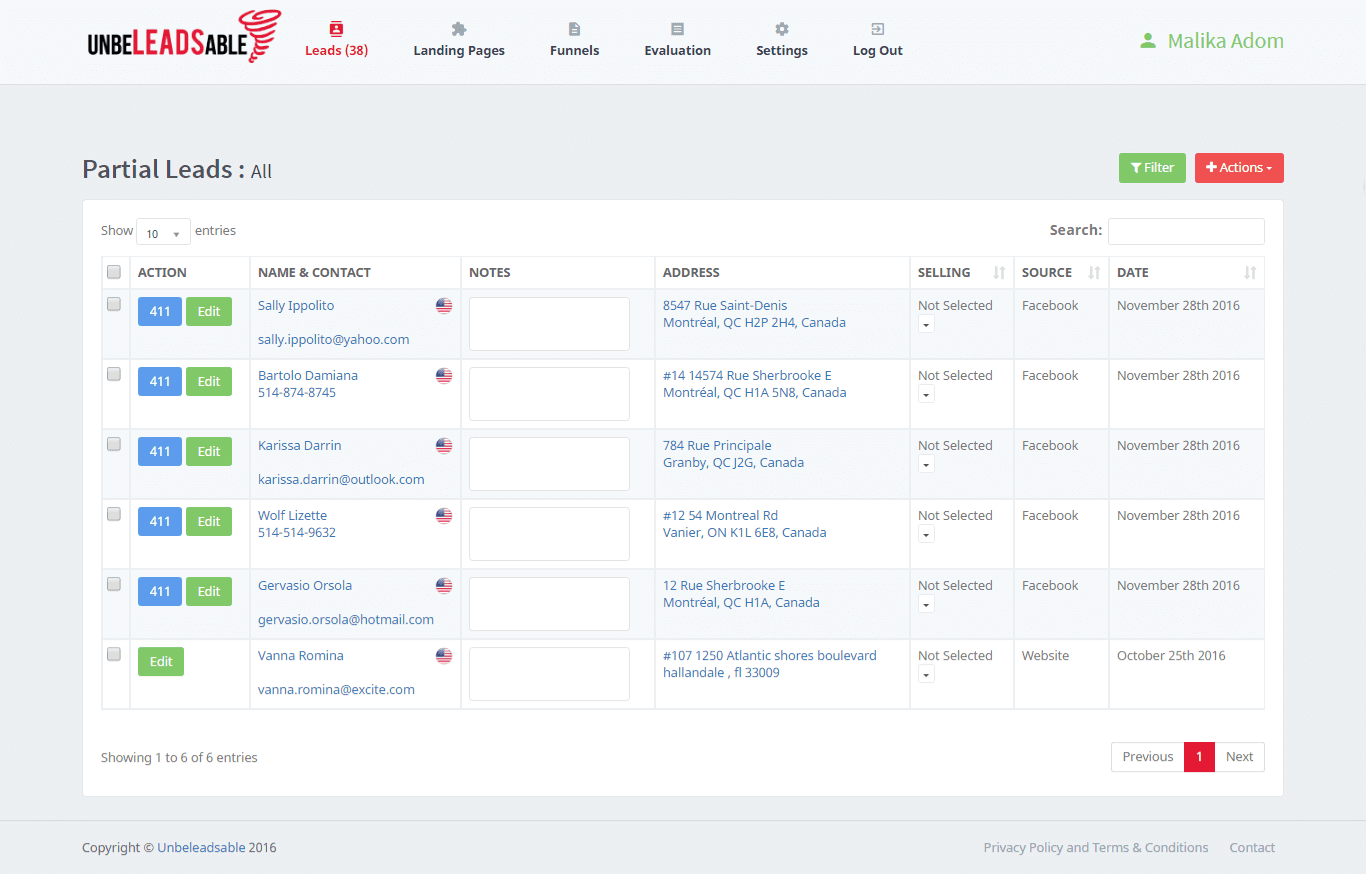 UNBELEADSABLE
Leads (38)
Landing Pages
Funnels
Evaluation
Settings
Log Out
Malika Adom
Partial Leads : All
Filter
Actions
Show 10 entries
Search:
ACTION NAME & CONTACT NOTES ADDRESS SELLING SOURCE DATE
411 Edit Sally Ippolito 8547 Rue Saint-Denis Not Selected Facebook November 28th 2016
Montréal, QC H2P 2H4, Canada
sally.ippolito@yahoo.com
411 Edit Bartolo Damiana #14 14574 Rue Sherbrooke E Not Selected Facebook November 28th 2016
514-874-8745 Montréal, QC H1A 5N8, Canada
411 Edit Karissa Darrin 784 Rue Principale Not Selected Facebook November 28th 2016
Granby, QC J2G, Canada
karissa.darrin@outlook.com
411 Edit Wolf Lizette #12 54 Montreal Rd Not Selected Facebook November 28th 2016
514-514-9632 Vanier, ON K1L 6E8, Canada
411 Edit Gervasio Orsola 12 Rue Sherbrooke E Not Selected Facebook November 28th 2016
Montréal, QC H1A, Canada
gervasio.orsola@hotmail.com
Edit Vanna Romina #107 1250 Atlantic shores boulevard Not Selected Website October 25th 2016
hallandale , fl 33009
vanna.romina@excite.com
Showing 1 to 6 of 6 entries
Previous 1 Next
Copyright © Unbeleadsable 2016
Privacy Policy and Terms & Conditions
Contact